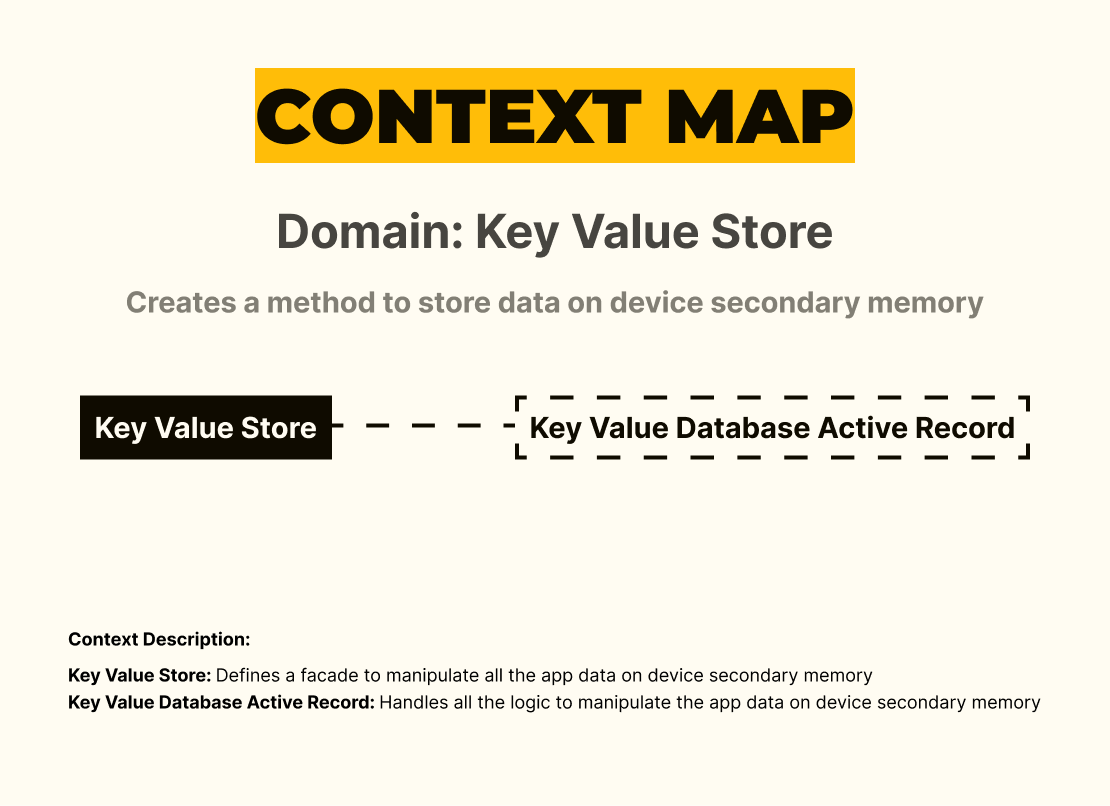 CONTEXT MAP
Domain: Key Value Store
Creates a method to store data on device secondary memory
Key Value Store
Key Value Database Active Record
Context Description:
Key Value Store: Defines a facade to manipulate all the app data on device secondary memory
Key Value Database Active Record: Handles all the logic to manipulate the app data on device secondary memory